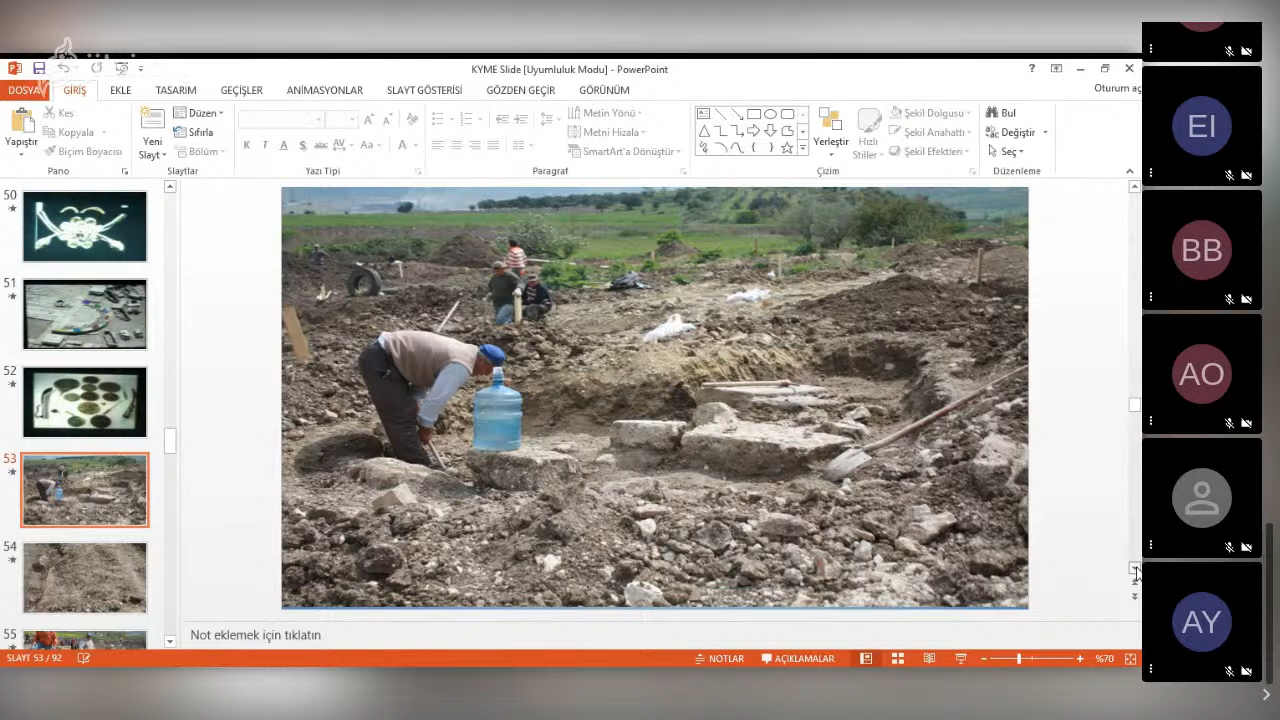 KYME Slide [Uyumluluk Modu] - PowerPoint
DOSYA GİRİŞ EKLE TASARIM GEÇİŞLER ANİMASYONLAR SLAYT GÖSTERİSİ GÖZDEN GEÇİR GÖRÜNÜM Oturum aç
Yapıştır
Kes
Kopyala
Biçim Boyacısı
Pano
Yeni
Slayt
Düzen
Sıfırla
Bölüm
Slaytlar
K T A S abc AV Aa A
Yazı Tipi
Metin Yönü
Metni Hizala
SmartArt'a Dönüştür
Paragraf
Yerleştir
Hızlı
Stiller
Şekil Dolgusu
Şekil Anahattı
Şekil Efektleri
Çizim
Bul
Değiştir
Seç
Düzenleme
50
51
52
53
54
55
Not eklemek için tıklatın
SLAYT 53 / 92 NOTLAR AÇIKLAMALAR %70
EI
BB
AO
AY